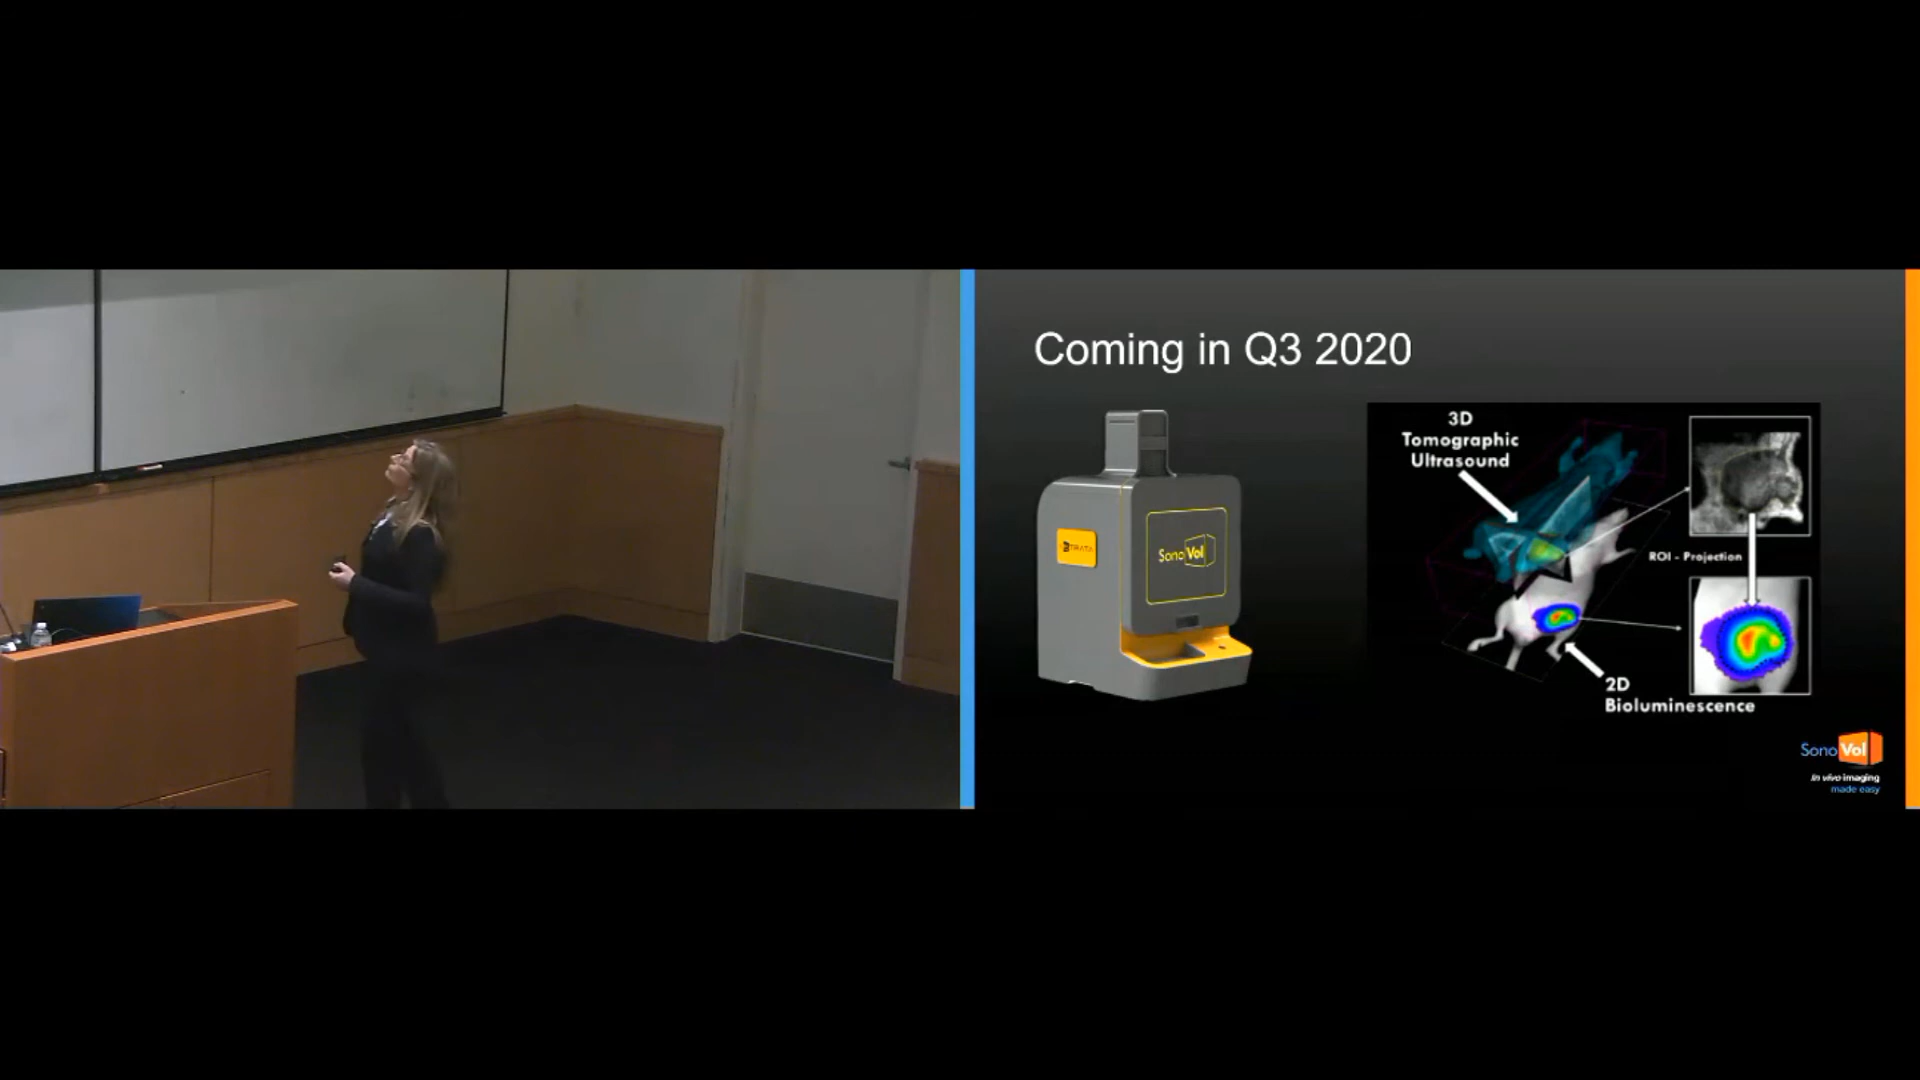 Coming in Q3 2020
3D
Tomographic
Ultrasound
ROI - Projection
2D
Bioluminescence
SonoVol
SonoVol
In vivo imaging
made easy